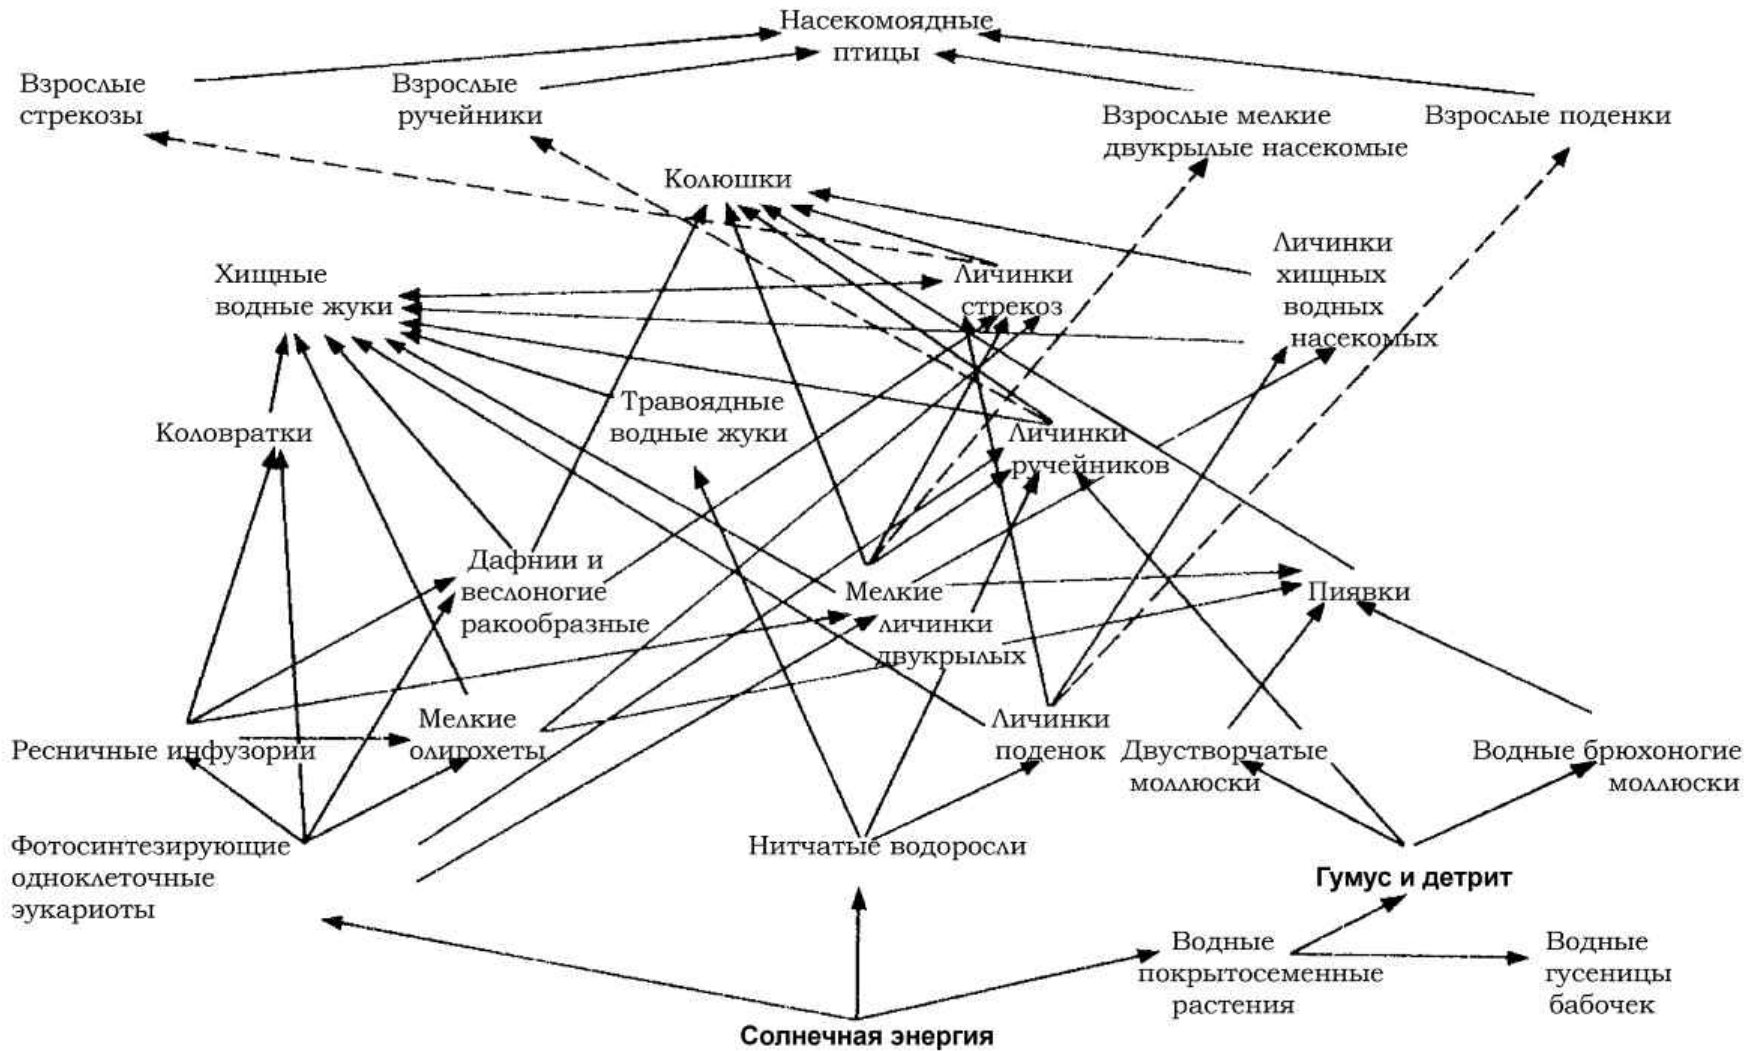 Насекомоядные
птицы
Взрослые
стрекозы
Взрослые
ручейники
Взрослые мелкие
двукрылые насекомые
Взрослые поденки
Колюшки
Хищные
водные жуки
Личинки
стрекоз
Личинки
хищных
водных
насекомых
Коловратки
Травоядные
водные жуки
Личинки
ручейников
Дафнии и
веслоногие
ракообразные
Мелкие
личинки
двукрылых
Пиявки
Ресничные инфузории
Мелкие
олигохеты
Личинки
поденок
Двустворчатые
моллюски
Водные брюхоногие
моллюски
Фотосинтезирующие
одноклеточные
эукариоты
Нитчатые водоросли
Гумус и детрит
Водные
покрытосеменные
растения
Водные
гусеницы
бабочек
Солнечная энергия